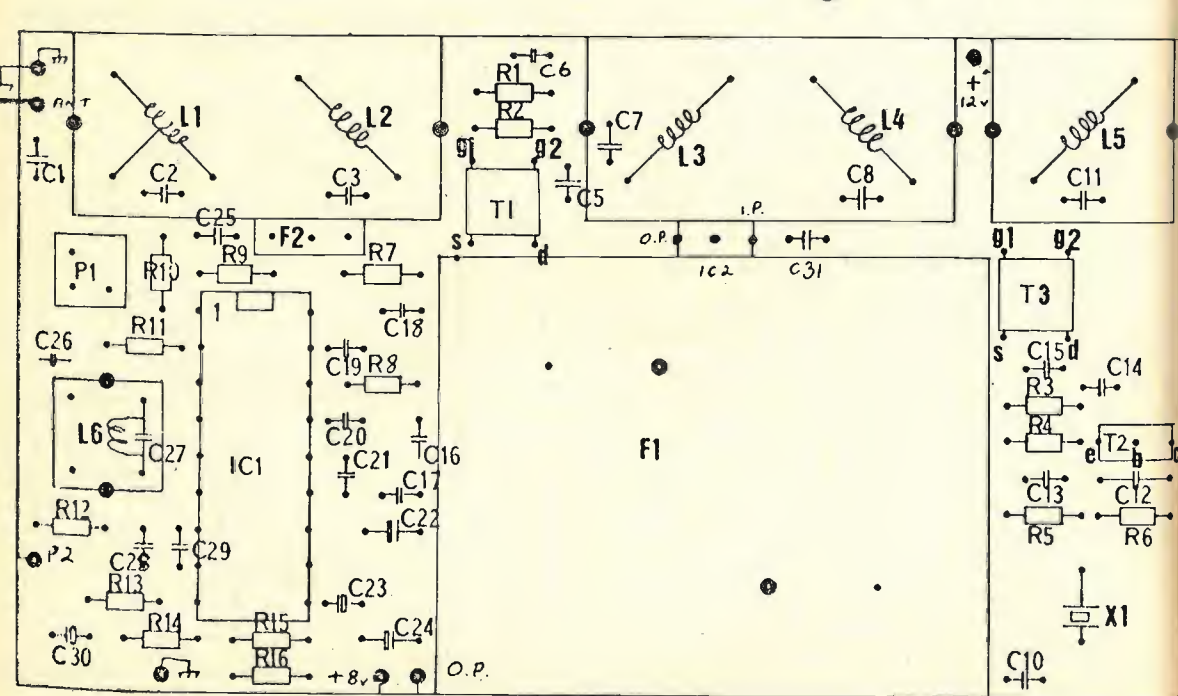 C6
R1
ANT
L1
L2
R2
C7
L3
L4
+
12v
L5
g1
g2
C1
C2
C3
T1
C5
C8
C11
C25
F2
s
d
O.P.
I.P.
IC2
C31
g1
g2
P1
R10
R9
R7
T3
1
C18
R11
C26
C19
R8
s
C15
d
C14
R3
L6
C27
IC1
C20
C16
C21
F1
R4
T2
e
b
C17
C13
C12
R12
C22
R5
R6
P2
C28
C29
R13
C23
X1
R14
R15
C24
C30
R16
+8v
O.P.
C10